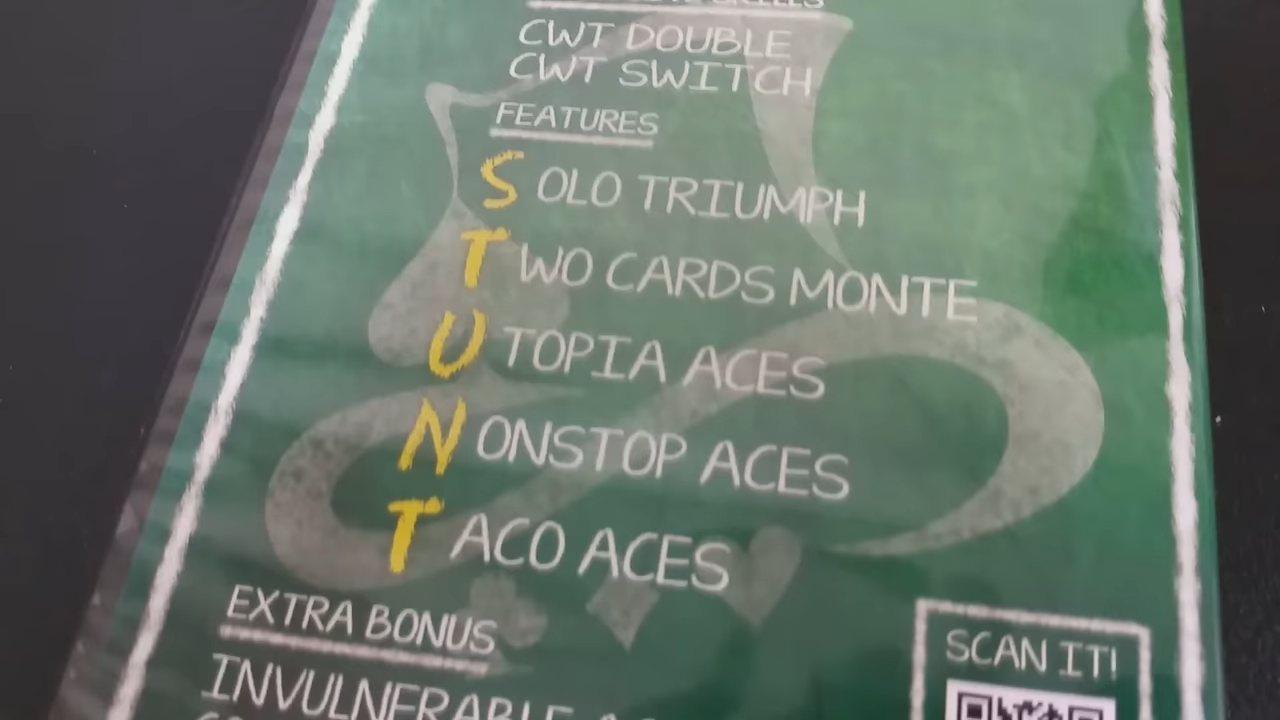 CWT DOUBLE
CWT SWITCH
FEATURES
SOLO TRIUMPH
TWO CARDS MONTE
UTOPIA ACES
NONSTOP ACES
TACO ACES
EXTRA BONUS
INVULNERABLE
SCAN IT!